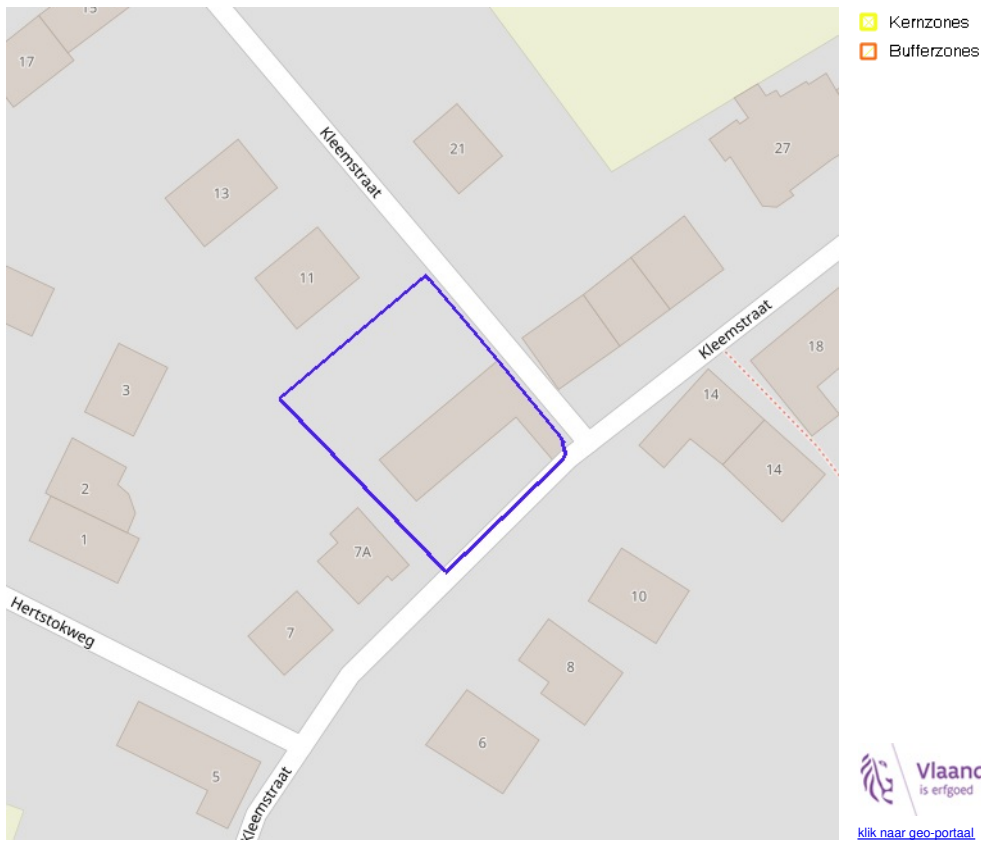 15
17
Kleemstraat
21
27
13
11
Kleemstraat
18
3
14
14
2
1
7A
10
Hertstokweg
7
8
6
5
Kleemstraat
Kernzones
Bufferzones
Vlaand
is erfgoed
klik naar geo-portaal